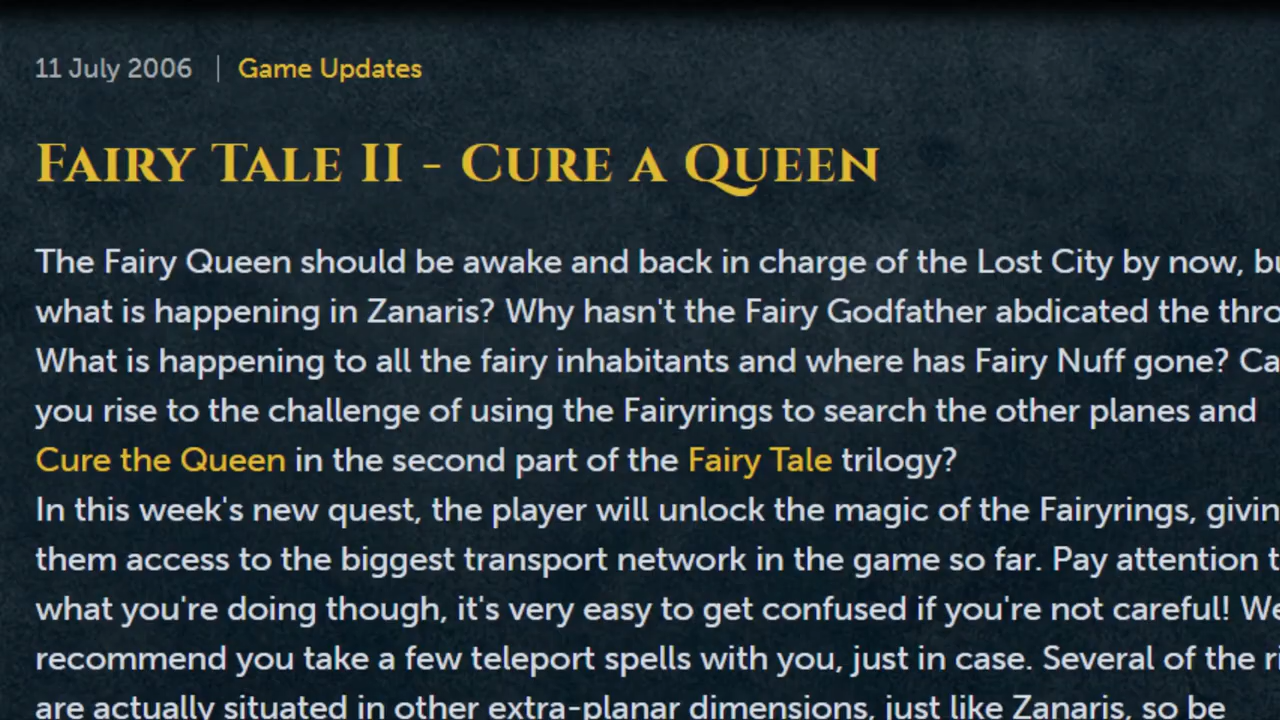 11 July 2006 | Game Updates
Fairy Tale II - Cure a Queen
The Fairy Queen should be awake and back in charge of the Lost City by now,
what is happening in Zanaris? Why hasn't the Fairy Godfather abdicated the
What is happening to all the fairy inhabitants and where has Fairy Nuff gone?
you rise to the challenge of using the Fairyrings to search the other planes and
Cure the Queen in the second part of the Fairy Tale trilogy?
In this week's new quest, the player will unlock the magic of the Fairyrings,
them access to the biggest transport network in the game so far. Pay attention
what you're doing though, it's very easy to get confused if you're not careful!
recommend you take a few teleport spells with you, just in case. Several of the
are actually situated in other extra-planar dimensions, just like Zanaris, so be